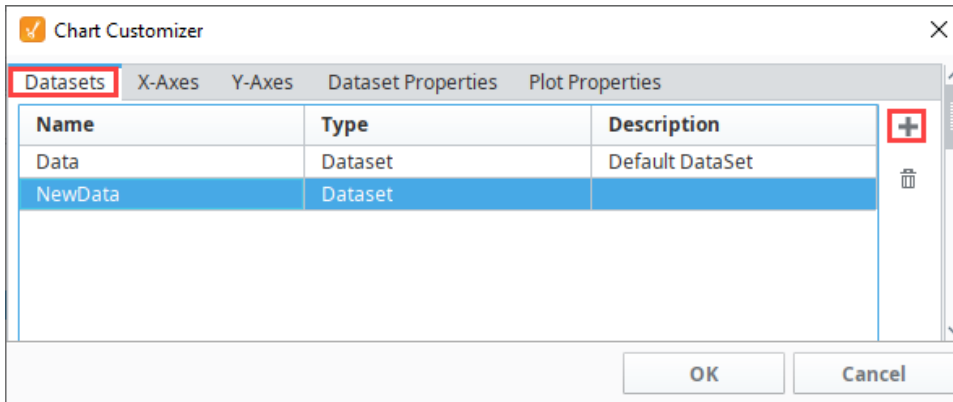 Chart Customizer
Datasets X-Axes Y-Axes Dataset Properties Plot Properties
Name Type Description
Data Dataset Default DataSet
NewData Dataset
OK Cancel